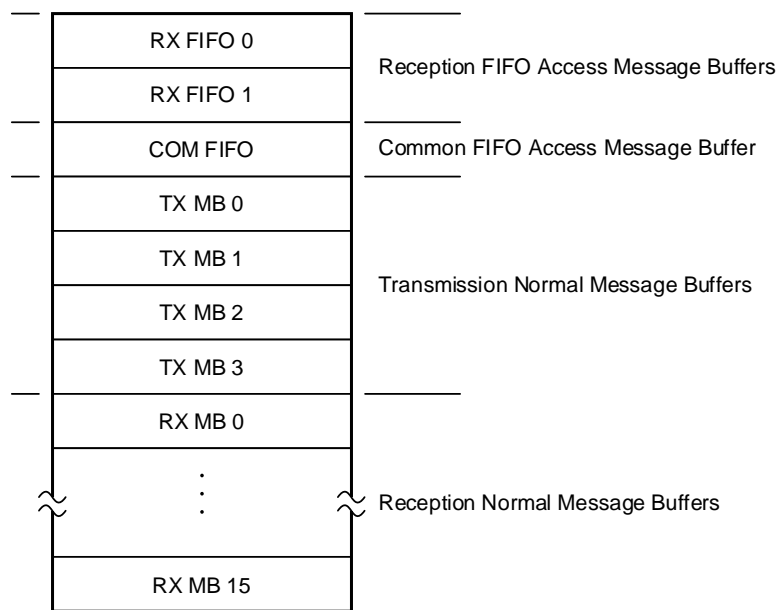 RX FIFO 0
RX FIFO 1
Reception FIFO Access Message Buffers
COM FIFO
Common FIFO Access Message Buffer
TX MB 0
TX MB 1
TX MB 2
TX MB 3
Transmission Normal Message Buffers
RX MB 0
Reception Normal Message Buffers
RX MB 15